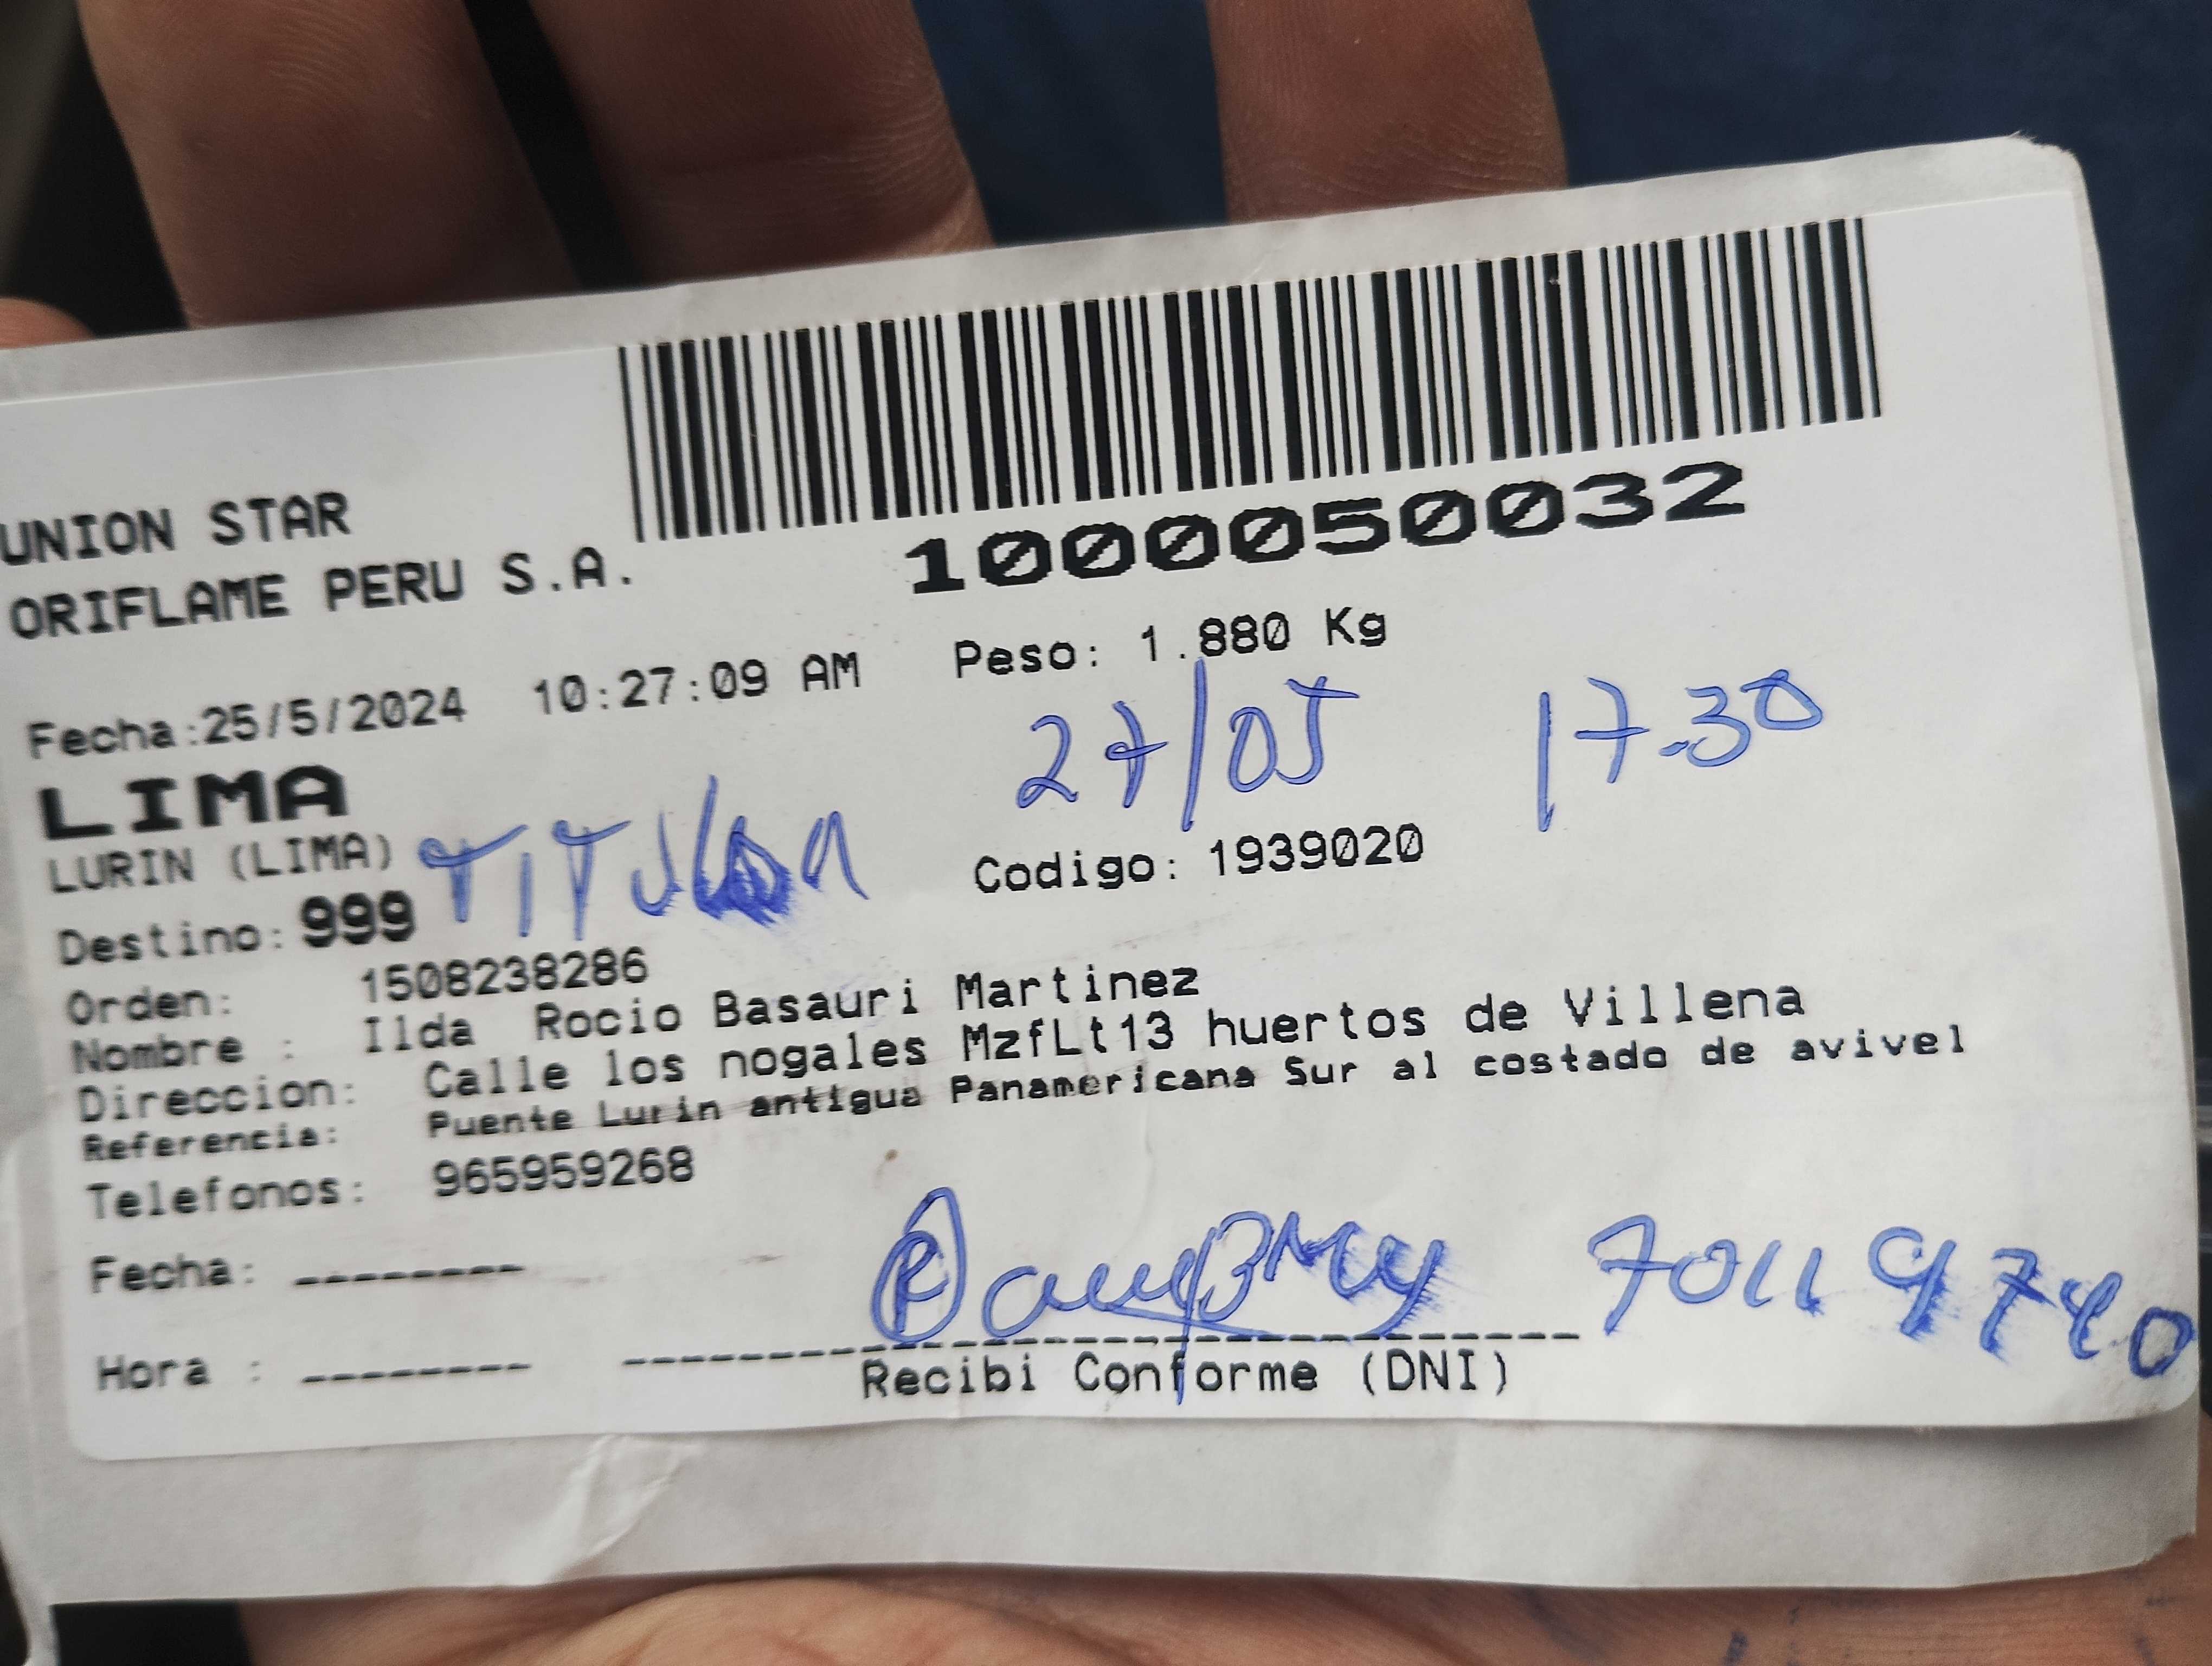 UNION STAR
ORIFLAME PERU S.A.
1000050032
Fecha:25/5/2024 10:27:09 AM Peso: 1.880 Kg
27/05 17.30
LIMA
LURIN (LIMA)
TITULAR
Codigo: 1939020
Destino: 999
Orden: 1508238286
Nombre : Ilda Rocio Basauri Martinez
Direccion: Calle los nogales MzfLt13 huertos de Villena
Referencia: Puente Lurin antigua Panamericana Sur al costado de avivel
Telefonos: 965959268
Fecha: --------
Hora : --------
Recibi Conforme (DNI)